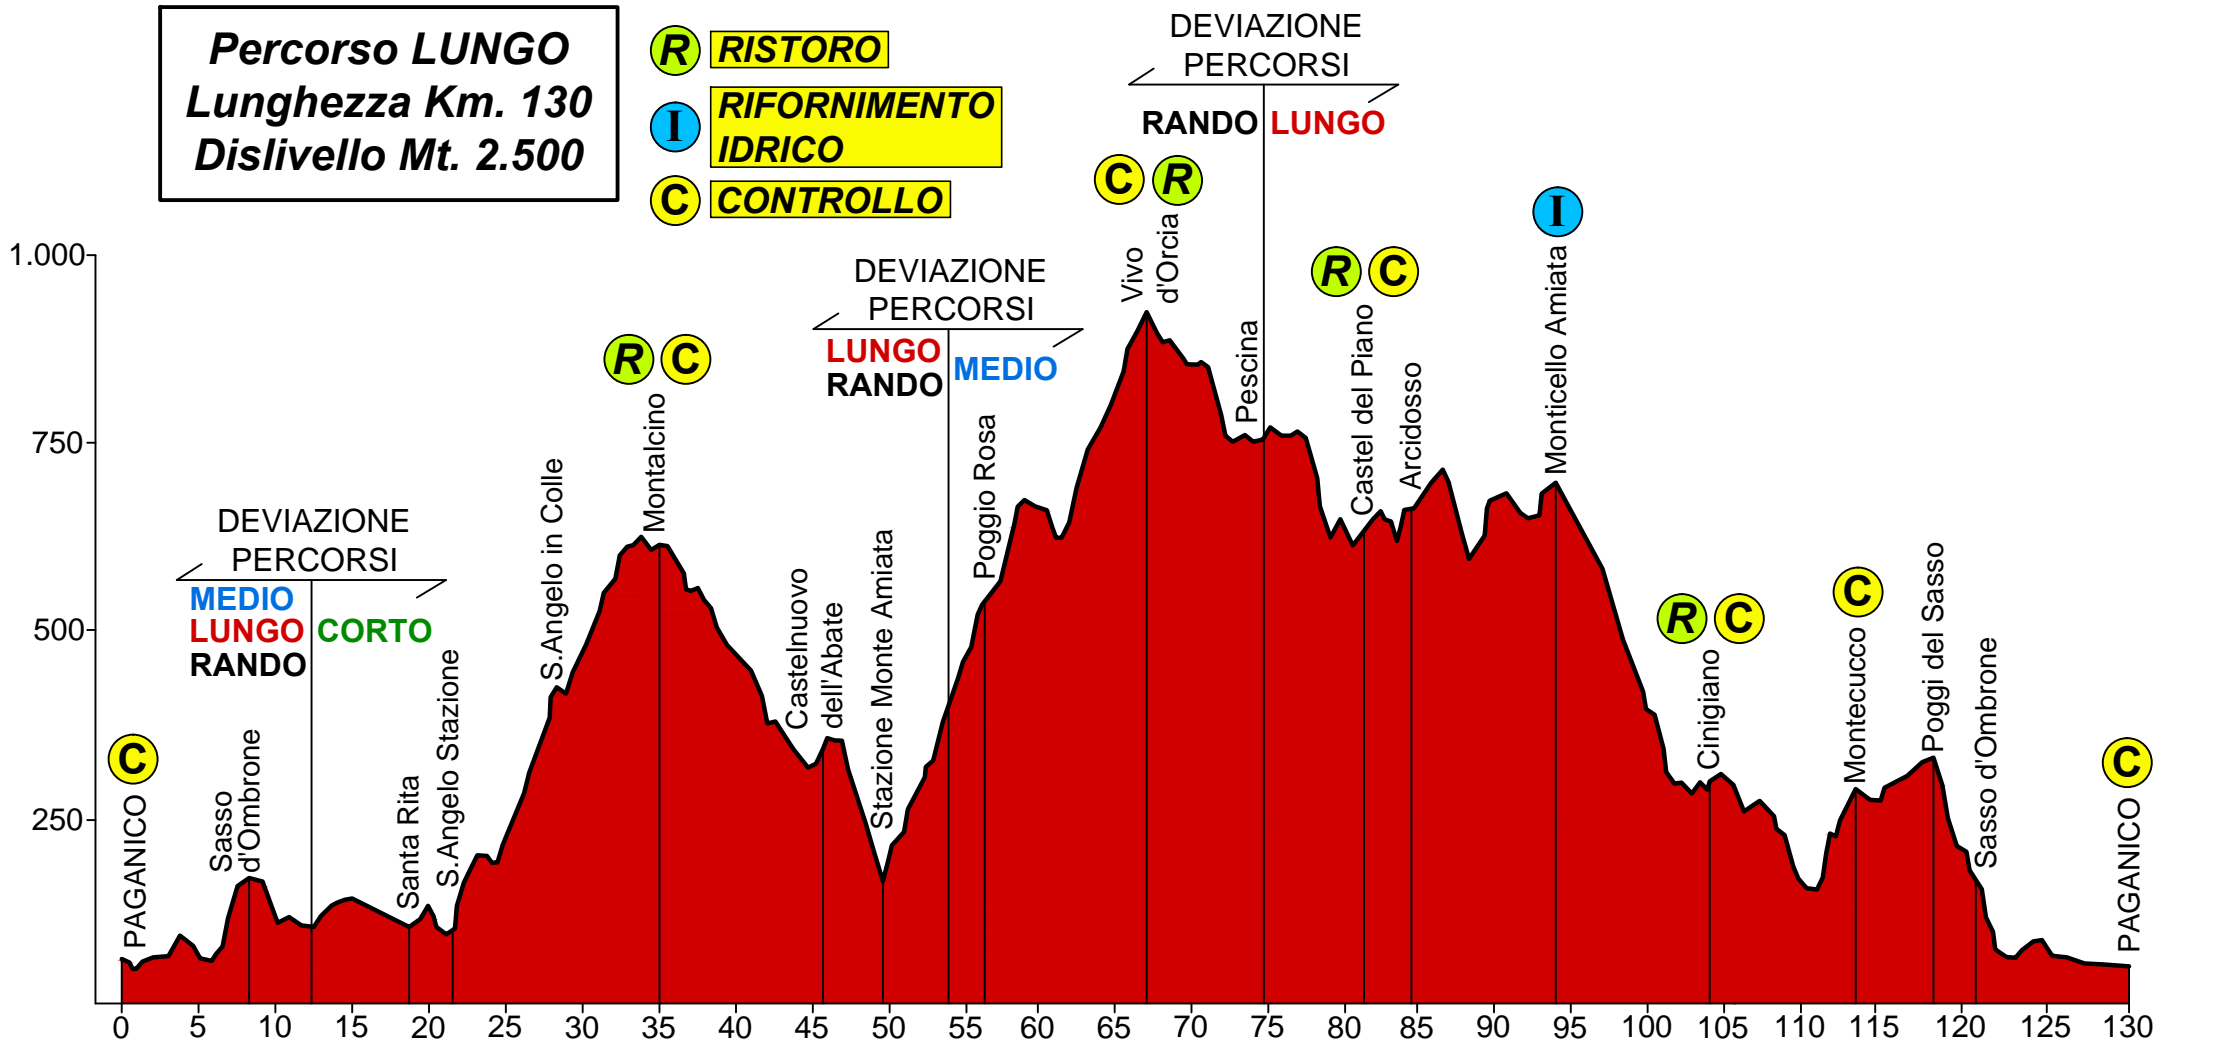 Percorso LUNGO
Lunghezza Km. 130
Dislivello Mt. 2.500
R RISTORO
I RIFORNIMENTO
IDRICO
C CONTROLLO
DEVIAZIONE
PERCORSI
RANDO LUNGO
C R
I
R C
DEVIAZIONE
PERCORSI
LUNGO
RANDO
MEDIO
R C
DEVIAZIONE
PERCORSI
MEDIO
LUNGO
RANDO
CORTO
R C
C
C
C
1.000
750
500
250
PAGANICO
Sasso
d'Ombrone
Santa Rita
S.Angelo Stazione
S.Angelo in Colle
Montalcino
Castelnuovo
dell'Abate
Stazione Monte Amiata
Poggio Rosa
Vivo
d'Orcia
Pescina
Castel del Piano
Arcidosso
Monticello Amiata
Cinigiano
Montecucco
Poggi del Sasso
Sasso d'Ombrone
PAGANICO
0 5 10 15 20 25 30 35 40 45 50 55 60 65 70 75 80 85 90 95 100 105 110 115 120 125 130